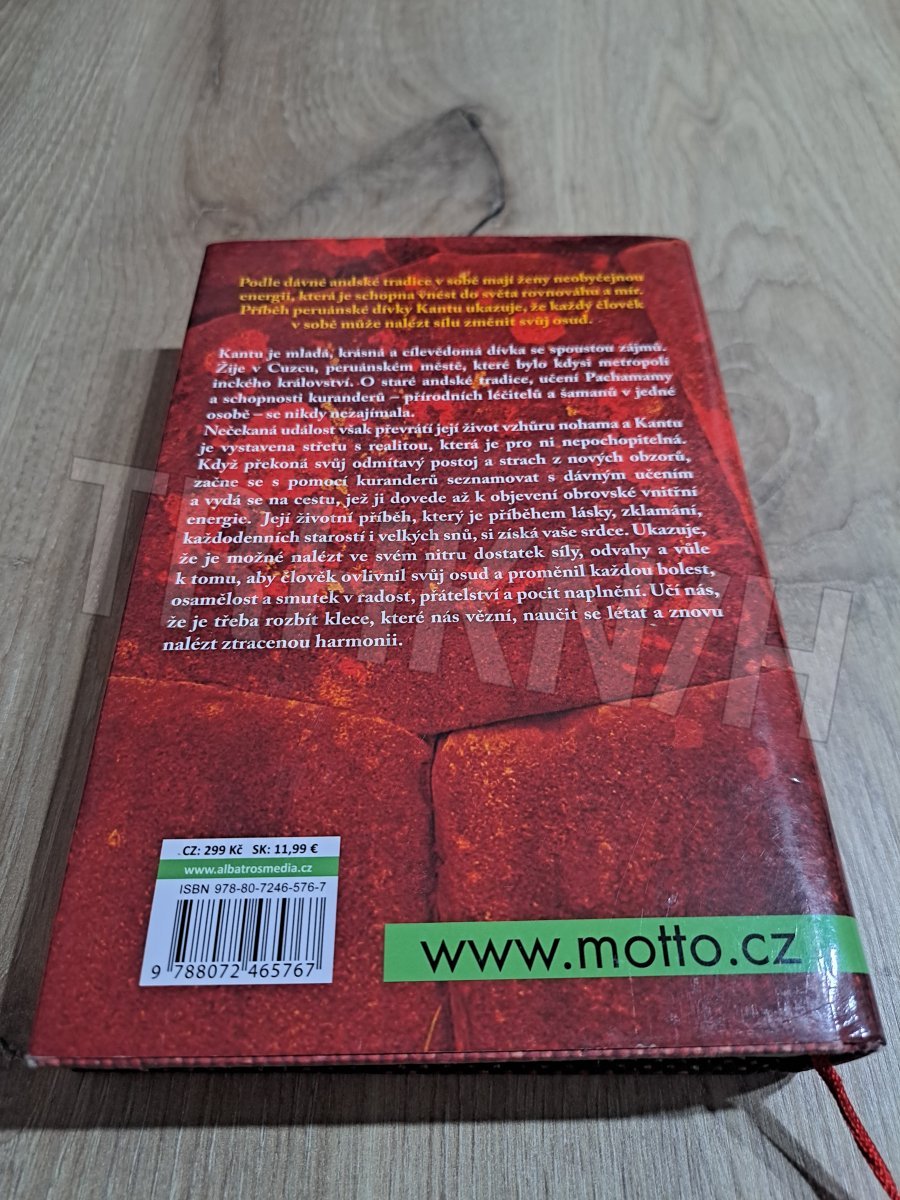 Podle dávné andské tradice v sobě mají ženy neobyčejnou
energii, která je schopna vnést do světa rovnováhu a mír.
Příběh peruánské dívky Kantu ukazuje, že každý člověk
v sobě může nalézt sílu změnit svůj osud.
Kantu je mladá, krásná a cílevědomá dívka se spoustou zájmů.
Žije v Cuzcu, peruánském městě, které bylo kdysi metropolí
inckého království. O staré andské tradice, učení Pachamamy
a schopnosti kuranderů – přírodních léčitelů a šamanů v jedné
osobě – se nikdy nezajímala.
Nečekaná událost však převrátí její život vzhůru nohama a Kantu
je vystavena střetu s realitou, která je pro ni nepochopitelná.
Když překoná svůj odmítavý postoj a strach z nových obzorů,
začne se s pomocí kuranderů seznamovat s dávným učením
a vydá se na cestu, jež ji dovede až k objevení obrovské vnitřní
energie. Její životní příběh, který je příběhem lásky, zklamání,
každodenních starostí i velkých snů, si získá vaše srdce. Ukazuje,
že je možné nalézt ve svém nitru dostatek síly, odvahy a vůle
k tomu, aby člověk ovlivnil svůj osud a proměnil každou bolest,
osamělost a smutek v radost, přátelství a pocit naplnění. Učí nás,
že je třeba rozbít klece, které nás vězní, naučit se létat a znovu
nalézt ztracenou harmonii.
CZ: 299 Kč SK: 11,99 €
www.albatrosmedia.cz
ISBN 978-80-7246-576-7
9 788072 465767
www.motto.cz